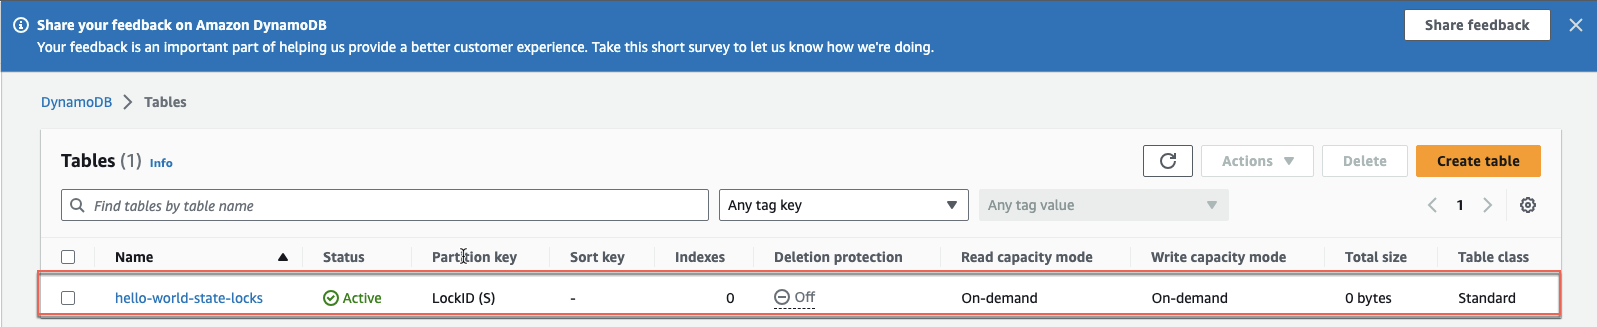 Share your feedback on Amazon DynamoDB
Your feedback is an important part of helping us provide a better customer experience. Take this short survey to let us know how we're doing.
Share feedback
DynamoDB > Tables
Tables (1) Info
Actions
Delete
Create table
Find tables by table name
Any tag key
Any tag value
1
Name Status Partition key Sort key Indexes Deletion protection Read capacity mode Write capacity mode Total size Table class
hello-world-state-locks Active LockID (S) - 0 Off On-demand On-demand 0 bytes Standard